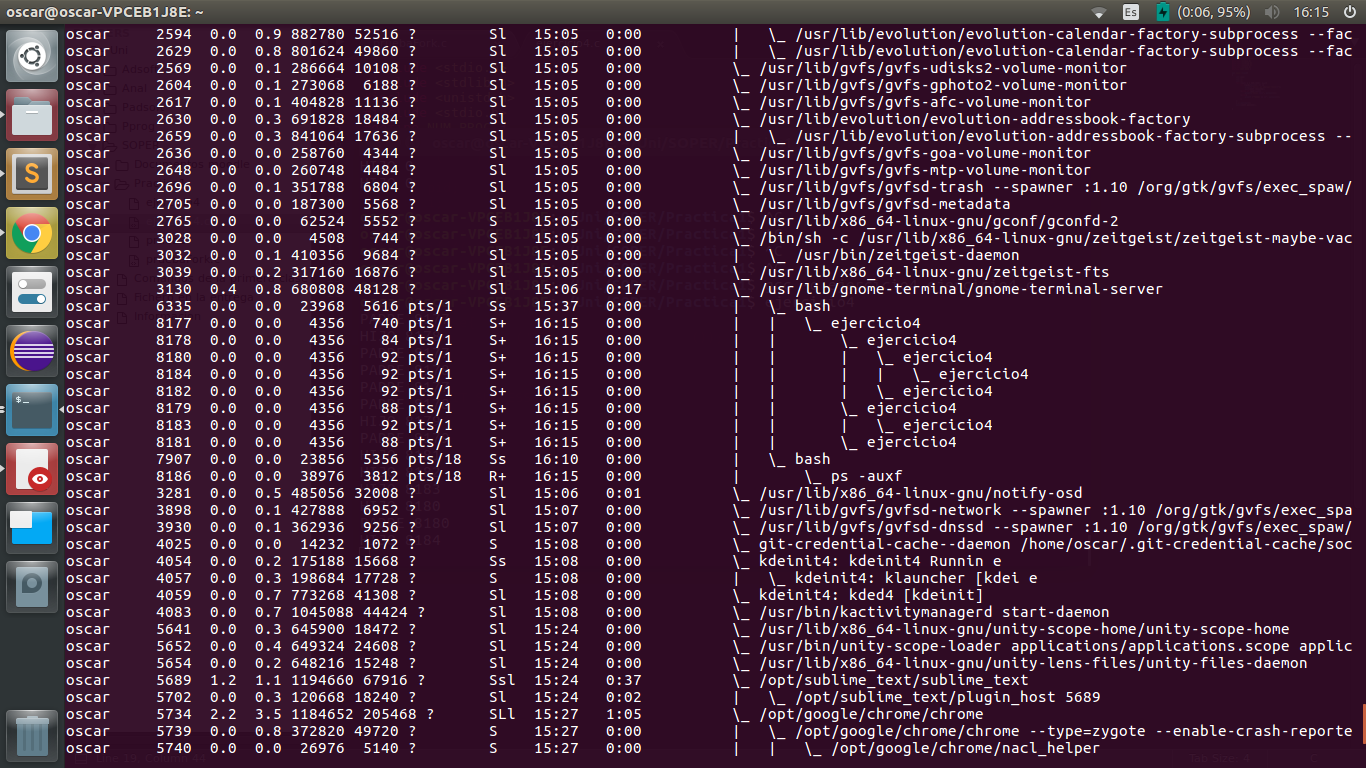 oscar@oscar-VPCEB1J8E: ~
Es (0:06, 95%) 16:15
oscar 2594 0.0 0.9 882780 52516 ? Sl 15:05 0:00 | \_ /usr/lib/evolution/evolution-calendar-factory-subprocess --fac
oscar 2629 0.0 0.8 801624 49860 ? Sl 15:05 0:00 | \_ /usr/lib/evolution/evolution-calendar-factory-subprocess --fac
oscar 2569 0.0 0.1 286664 10108 ? Sl 15:05 0:00 \_ /usr/lib/gvfs/gvfs-udisks2-volume-monitor
oscar 2604 0.0 0.1 273068 6188 ? Sl 15:05 0:00 \_ /usr/lib/gvfs/gvfs-gphoto2-volume-monitor
oscar 2617 0.0 0.1 404828 11136 ? Sl 15:05 0:00 \_ /usr/lib/gvfs/gvfs-afc-volume-monitor
oscar 2630 0.0 0.3 691828 18484 ? Sl 15:05 0:00 \_ /usr/lib/evolution/evolution-addressbook-factory
oscar 2659 0.0 0.3 841064 17636 ? Sl 15:05 0:00 | \_ /usr/lib/evolution/evolution-addressbook-factory-subprocess --
oscar 2636 0.0 0.0 258760 4344 ? Sl 15:05 0:00 \_ /usr/lib/gvfs/gvfs-goa-volume-monitor
oscar 2648 0.0 0.0 260748 4484 ? Sl 15:05 0:00 \_ /usr/lib/gvfs/gvfs-mtp-volume-monitor
oscar 2696 0.0 0.1 351788 6804 ? Sl 15:05 0:00 \_ /usr/lib/gvfs/gvfsd-trash --spawner :1.10 /org/gtk/gvfs/exec_spaw/
oscar 2705 0.0 0.0 187300 5568 ? Sl 15:05 0:00 \_ /usr/lib/gvfs/gvfsd-metadata
oscar 2765 0.0 0.0 62524 5552 ? S 15:05 0:00 \_ /usr/lib/x86_64-linux-gnu/gconf/gconfd-2
oscar 3028 0.0 0.0 4508 744 ? S 15:05 0:00 \_ /bin/sh -c /usr/lib/x86_64-linux-gnu/zeitgeist/zeitgeist-maybe-vac
oscar 3032 0.0 0.1 410356 9684 ? Sl 15:05 0:00 | \_ /usr/bin/zeitgeist-daemon
oscar 3039 0.0 0.2 317160 16876 ? Sl 15:05 0:00 \_ /usr/lib/x86_64-linux-gnu/zeitgeist-fts
oscar 3130 0.4 0.8 680808 48128 ? Sl 15:06 0:17 \_ /usr/lib/gnome-terminal/gnome-terminal-server
oscar 6335 0.0 0.0 23968 5616 pts/1 Ss 15:37 0:00 | \_ bash
oscar 8177 0.0 0.0 4356 740 pts/1 S+ 16:15 0:00 | | \_ ejercicio4
oscar 8178 0.0 0.0 4356 84 pts/1 S+ 16:15 0:00 | | \_ ejercicio4
oscar 8180 0.0 0.0 4356 92 pts/1 S+ 16:15 0:00 | | | \_ ejercicio4
oscar 8184 0.0 0.0 4356 92 pts/1 S+ 16:15 0:00 | | | | \_ ejercicio4
oscar 8182 0.0 0.0 4356 92 pts/1 S+ 16:15 0:00 | | | \_ ejercicio4
oscar 8179 0.0 0.0 4356 88 pts/1 S+ 16:15 0:00 | | \_ ejercicio4
oscar 8183 0.0 0.0 4356 92 pts/1 S+ 16:15 0:00 | | | \_ ejercicio4
oscar 8181 0.0 0.0 4356 88 pts/1 S+ 16:15 0:00 | | \_ ejercicio4
oscar 7907 0.0 0.0 23856 5356 pts/18 Ss 16:10 0:00 | \_ bash
oscar 8186 0.0 0.0 38976 3812 pts/18 R+ 16:15 0:00 | \_ ps -auxf
oscar 3281 0.0 0.5 485056 32008 ? Sl 15:06 0:01 \_ /usr/lib/x86_64-linux-gnu/notify-osd
oscar 3898 0.0 0.1 427888 6952 ? Sl 15:07 0:00 \_ /usr/lib/gvfs/gvfsd-network --spawner :1.10 /org/gtk/gvfs/exec_spa
oscar 3930 0.0 0.1 362936 9256 ? Sl 15:07 0:00 \_ /usr/lib/gvfs/gvfsd-dnssd --spawner :1.10 /org/gtk/gvfs/exec_spaw/
oscar 4025 0.0 0.0 14232 1072 ? S 15:08 0:00 \_ git-credential-cache--daemon /home/oscar/.git-credential-cache/soc
oscar 4054 0.0 0.2 175188 15668 ? Ss 15:08 0:00 \_ kdeinit4: kdeinit4 Runnin e
oscar 4057 0.0 0.3 198684 17728 ? S 15:08 0:00 | \_ kdeinit4: klauncher [kdei e
oscar 4059 0.0 0.7 773268 41308 ? Sl 15:08 0:00 \_ kdeinit4: kded4 [kdeinit]
oscar 4083 0.0 0.7 1045088 44424 ? Sl 15:08 0:00 \_ /usr/bin/kactivitymanagerd start-daemon
oscar 5641 0.0 0.3 645900 18472 ? Sl 15:24 0:00 \_ /usr/lib/x86_64-linux-gnu/unity-scope-home/unity-scope-home
oscar 5652 0.0 0.4 649324 24608 ? Sl 15:24 0:00 \_ /usr/bin/unity-scope-loader applications/applications.scope applic
oscar 5654 0.0 0.2 648216 15248 ? Sl 15:24 0:00 \_ /usr/lib/x86_64-linux-gnu/unity-lens-files/unity-files-daemon
oscar 5689 1.2 1.1 1194660 67916 ? Ssl 15:24 0:37 \_ /opt/sublime_text/sublime_text
oscar 5702 0.0 0.3 120668 18240 ? Sl 15:24 0:02 | \_ /opt/sublime_text/plugin_host 5689
oscar 5734 2.2 3.5 1184652 205468 ? SLl 15:27 1:05 \_ /opt/google/chrome/chrome
oscar 5739 0.0 0.8 372820 49720 ? S 15:27 0:00 | \_ /opt/google/chrome/chrome --type=zygote --enable-crash-reporte
oscar 5740 0.0 0.0 26976 5140 ? S 15:27 0:00 | | \_ /opt/google/chrome/nacl_helper